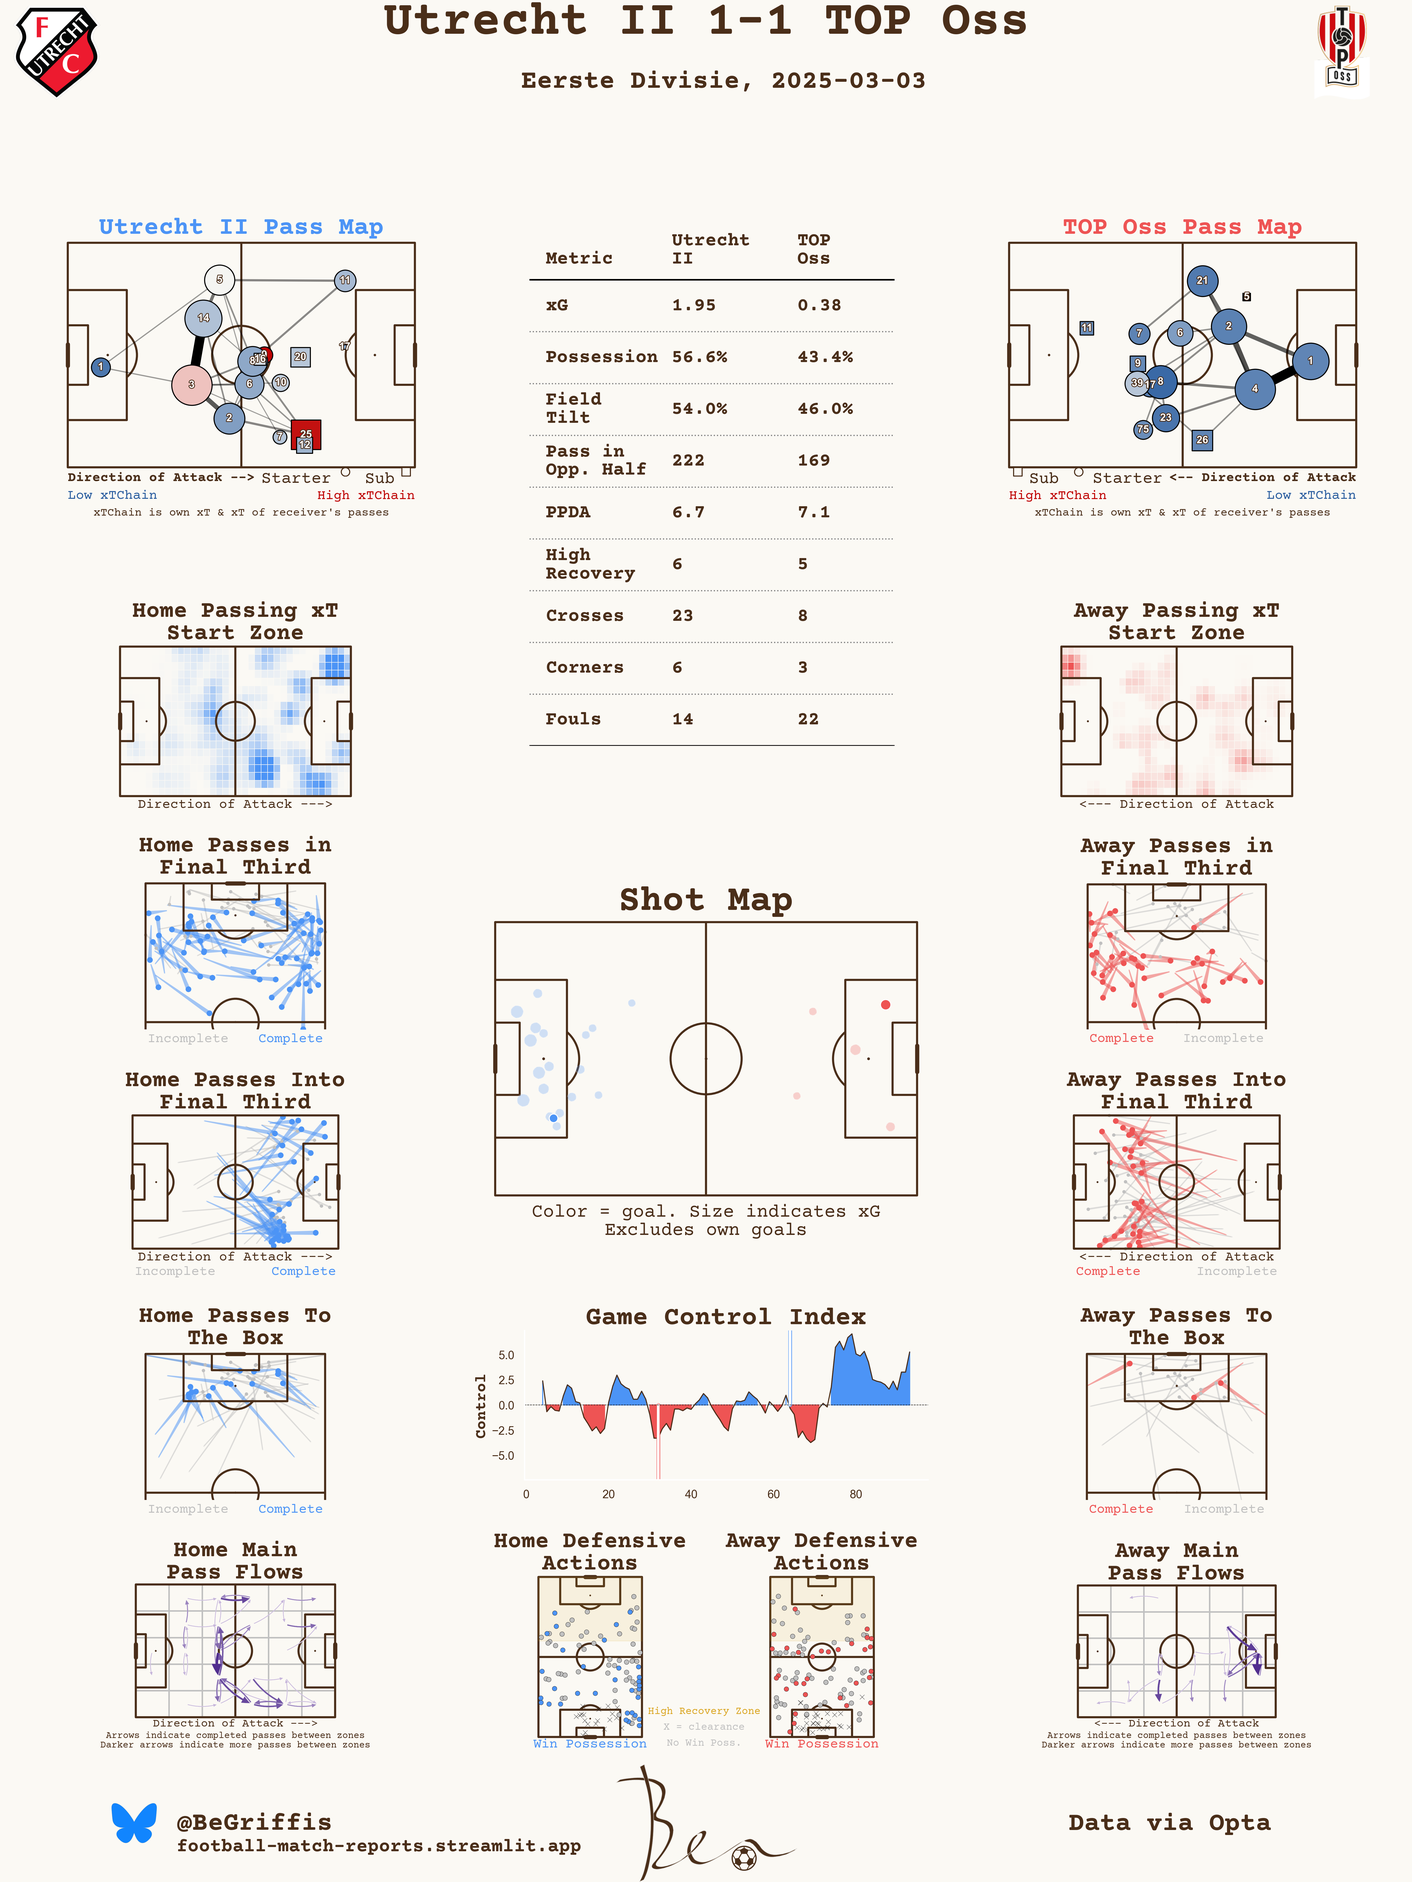 Utrecht II 1-1 TOP Oss
Eerste Divisie, 2025-03-03
F
UTRECHT
C
TOP
OSS
Utrecht II Pass Map
5
11
14
1
3
6
10
20
17
2
7
25
12
Direction of Attack --> Starter Sub
Low xTChain High xTChain
xTChain is own xT & xT of receiver's passes
Metric Utrecht II TOP Oss
xG 1.95 0.38
Possession 56.6% 43.4%
Field Tilt 54.0% 46.0%
Pass in Opp. Half 222 169
PPDA 6.7 7.1
High Recovery 6 5
Crosses 23 8
Corners 6 3
Fouls 14 22
TOP Oss Pass Map
21
5
11
7
6
2
9
1
39
17
8
4
23
75
26
Sub Starter <-- Direction of Attack
High xTChain Low xTChain
xTChain is own xT & xT of receiver's passes
Home Passing xT
Start Zone
Direction of Attack --->
Away Passing xT
Start Zone
<--- Direction of Attack
Home Passes in
Final Third
Incomplete Complete
Away Passes in
Final Third
Complete Incomplete
Shot Map
Color = goal. Size indicates xG
Excludes own goals
Home Passes Into
Final Third
Direction of Attack --->
Incomplete Complete
Away Passes Into
Final Third
<--- Direction of Attack
Complete Incomplete
Home Passes To
The Box
Incomplete Complete
Game Control Index
Control
5.0
2.5
0.0
−2.5
−5.0
0 20 40 60 80
Away Passes To
The Box
Complete Incomplete
Home Main
Pass Flows
Direction of Attack --->
Arrows indicate completed passes between zones
Darker arrows indicate more passes between zones
Home Defensive
Actions
Win Possession
High Recovery Zone
X = clearance
No Win Poss.
Away Defensive
Actions
Win Possession
Away Main
Pass Flows
<--- Direction of Attack
Arrows indicate completed passes between zones
Darker arrows indicate more passes between zones
@BeGriffis
football-match-reports.streamlit.app
Ben
Data via Opta